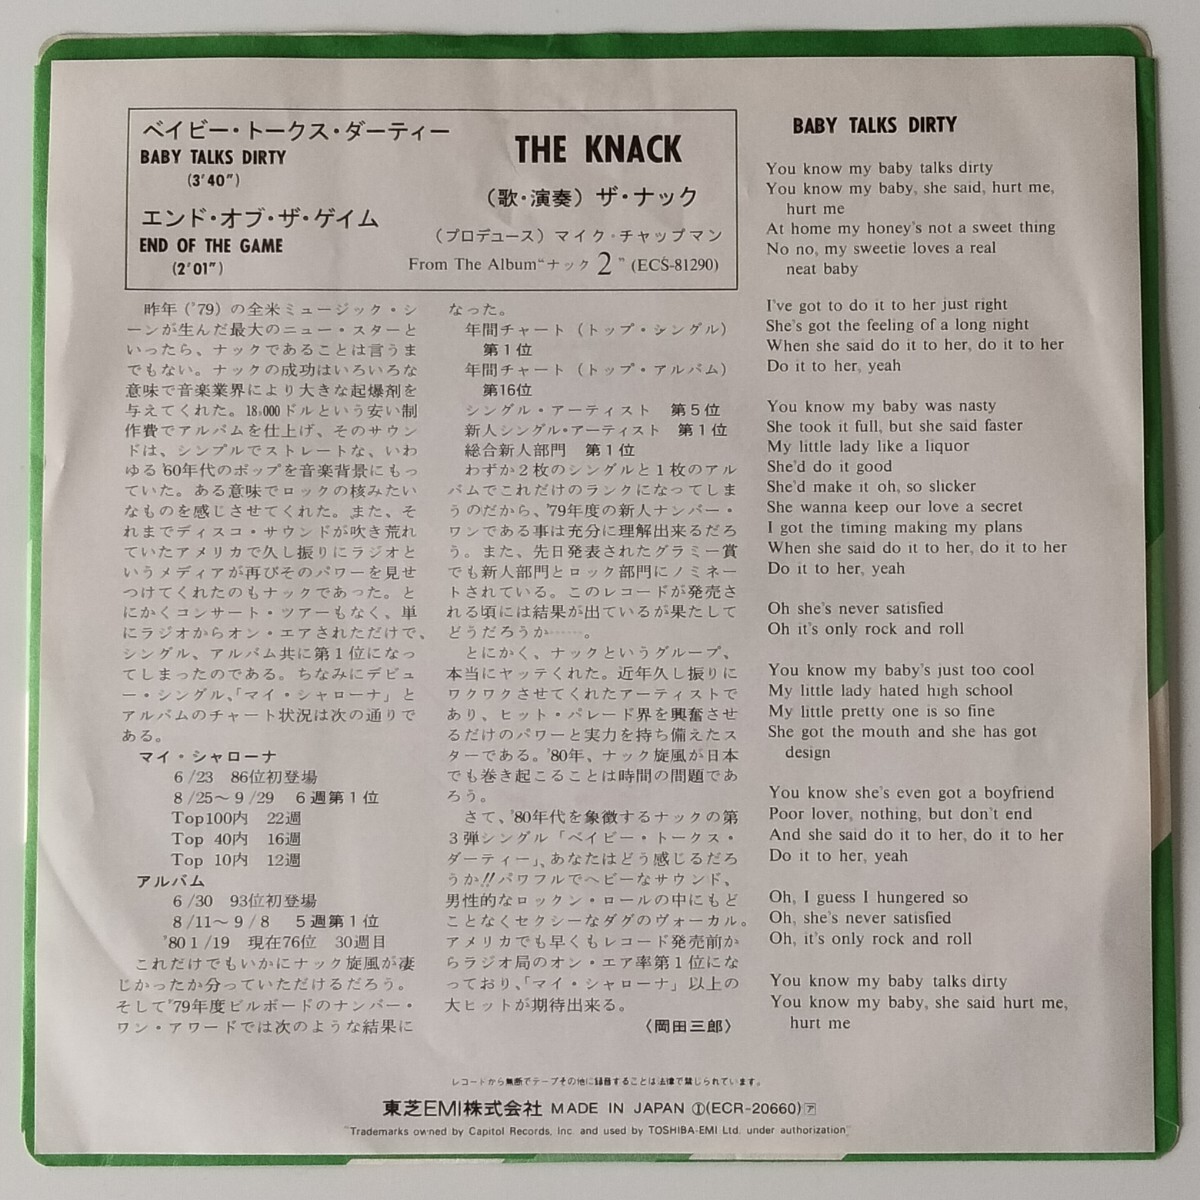 ベイビー・トークス・ダーティー
BABY TALKS DIRTY
(3'40")
エンド・オブ・ザ・ゲイム
END OF THE GAME
(2'01")
THE KNACK
(歌・演奏) ザ・ナック
(プロデュース) マイク・チャップマン
From The Album "ナック 2" (ECS-81290)
昨年('79)の全米ミュージック・シ
ーンが生んだ最大のニュー・スターと
いったら、ナックであることは言うま
でもない。ナックの成功はいろいろな
意味で音楽業界により大きな起爆剤を
与えてくれた。18,000ドルという安い制
作費でアルバムを仕上げ、そのサウン
ドは、シンプルでストレートな、いわ
ゆる'60年代のポップを音楽背景にもっ
ていた。ある意味でロックの核みたい
なものを感じさせてくれた。また、そ
れまでディスコ・サウンドが吹き荒れ
ていたアメリカで久し振りにラジオと
いうメディアが再びそのパワーを見せ
つけてくれたのもナックであった。と
にかくコンサート・ツアーもなく、単
にラジオからオン・エアされただけで、
シングル、アルバム共に第1位になっ
てしまったのである。ちなみにデビュ
ー・シングル、「マイ・シャローナ」と
アルバムのチャート状況は次の通りで
ある。
マイ・シャローナ
6/23 86位初登場
8/25〜9/29 6週第1位
Top100内 22週
Top 40内 16週
Top 10内 12週
アルバム
6/30 93位初登場
8/11〜9/8 5週第1位
'80 1/19 現在76位 30週目
これだけでもいかにナック旋風が凄
じかったか分っていただけるだろう。
そして'79年度ビルボードのナンバー・
ワン・アワードでは次のような結果に
なった。
年間チャート(トップ・シングル)
第1位
年間チャート(トップ・アルバム)
第16位
シングル・アーティスト 第5位
新人シングル・アーティスト 第1位
総合新人部門 第1位
わずか2枚のシングルと1枚のアル
バムでこれだけのランクになってしま
うのだから、'79年度の新人ナンバー・
ワンである事は充分に理解出来るだろ
う。また、先日発表されたグラミー賞
でも新人部門とロック部門にノミネー
トされている。このレコードが発売さ
れる頃には結果が出ているが果たして
どうだろうか……。
とにかく、ナックというグループ、
本当にヤッテくれた。近年久し振りに
ワクワクさせてくれたアーティストで
あり、ヒット・パレード界を興奮させ
るだけのパワーと実力を持ち備えたス
ターである。'80年、ナック旋風が日本
でも巻き起こることは時間の問題であ
ろう。
さて、'80年代を象徴するナックの第
3弾シングル「ベイビー・トークス・
ダーティー」、あなたはどう感じるだろ
うか!!パワフルでヘビーなサウンド、
男性的なロックン・ロールの中にもど
ことなくセクシーなダグのヴォーカル。
アメリカでも早くもレコード発売前か
らラジオ局のオン・エア率第1位にな
っており、「マイ・シャローナ」以上の
大ヒットが期待出来る。
〈岡田三郎〉
BABY TALKS DIRTY
You know my baby talks dirty
You know my baby, she said, hurt me,
hurt me
At home my honey's not a sweet thing
No no, my sweetie loves a real
neat baby
I've got to do it to her just right
She's got the feeling of a long night
When she said do it to her, do it to her
Do it to her, yeah
You know my baby was nasty
She took it full, but she said faster
My little lady like a liquor
She'd do it good
She'd make it oh, so slicker
She wanna keep our love a secret
I got the timing making my plans
When she said do it to her, do it to her
Do it to her, yeah
Oh she's never satisfied
Oh it's only rock and roll
You know my baby's just too cool
My little lady hated high school
My little pretty one is so fine
She got the mouth and she has got
design
You know she's even got a boyfriend
Poor lover, nothing, but don't end
And she said do it to her, do it to her
Do it to her, yeah
Oh, I guess I hungered so
Oh, she's never satisfied
Oh, it's only rock and roll
You know my baby talks dirty
You know my baby, she said hurt me,
hurt me
レコードから無断でテープその他に録音することは法律で禁じられています。
東芝EMI株式会社 MADE IN JAPAN ①(ECR-20660)ア
"Trademarks owned by Capitol Records, Inc. and used by TOSHIBA-EMI Ltd. under authorization"